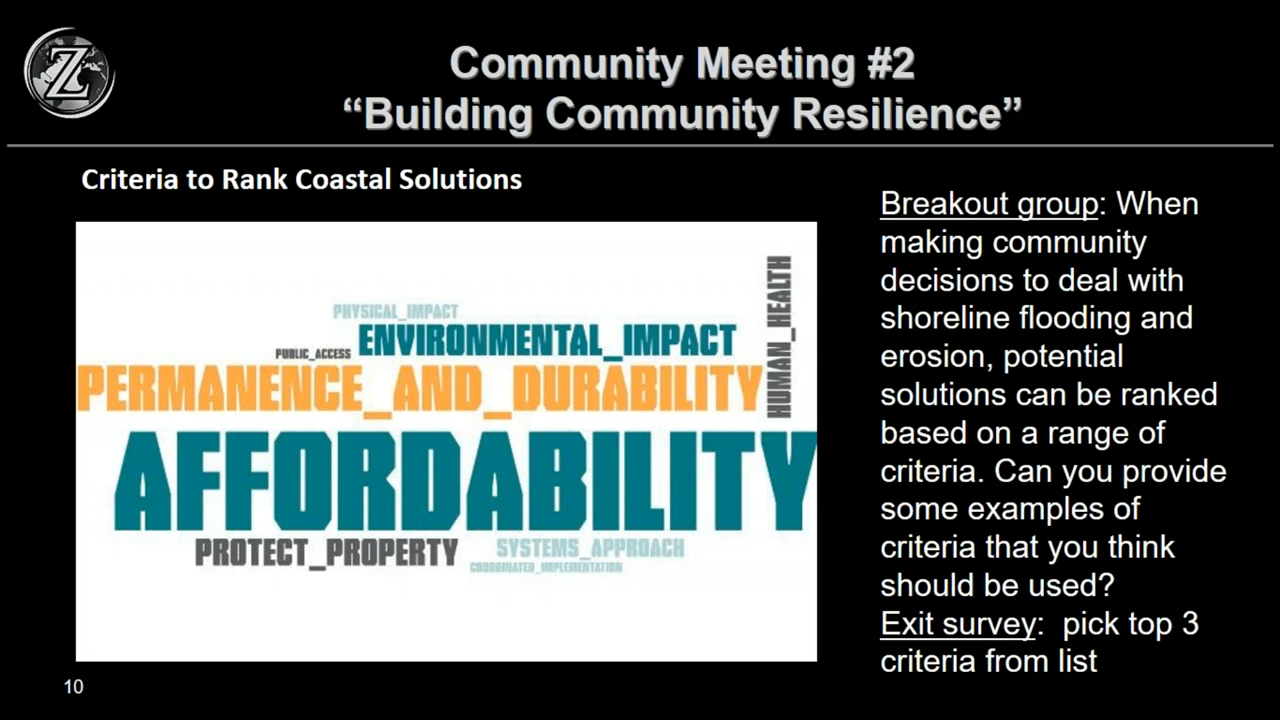 Z
Community Meeting #2
“Building Community Resilience”
Criteria to Rank Coastal Solutions
PHYSICAL_IMPACT
ENVIRONMENTAL_IMPACT
PUBLIC_ACCESS
HUMAN_HEALTH
PERMANENCE_AND_DURABILITY
AFFORDABILITY
PROTECT_PROPERTY
SYSTEMS_APPROACH
COORDINATED_IMPLEMENTATION
Breakout group: When
making community
decisions to deal with
shoreline flooding and
erosion, potential
solutions can be ranked
based on a range of
criteria. Can you provide
some examples of
criteria that you think
should be used?
Exit survey:  pick top 3
criteria from list
10